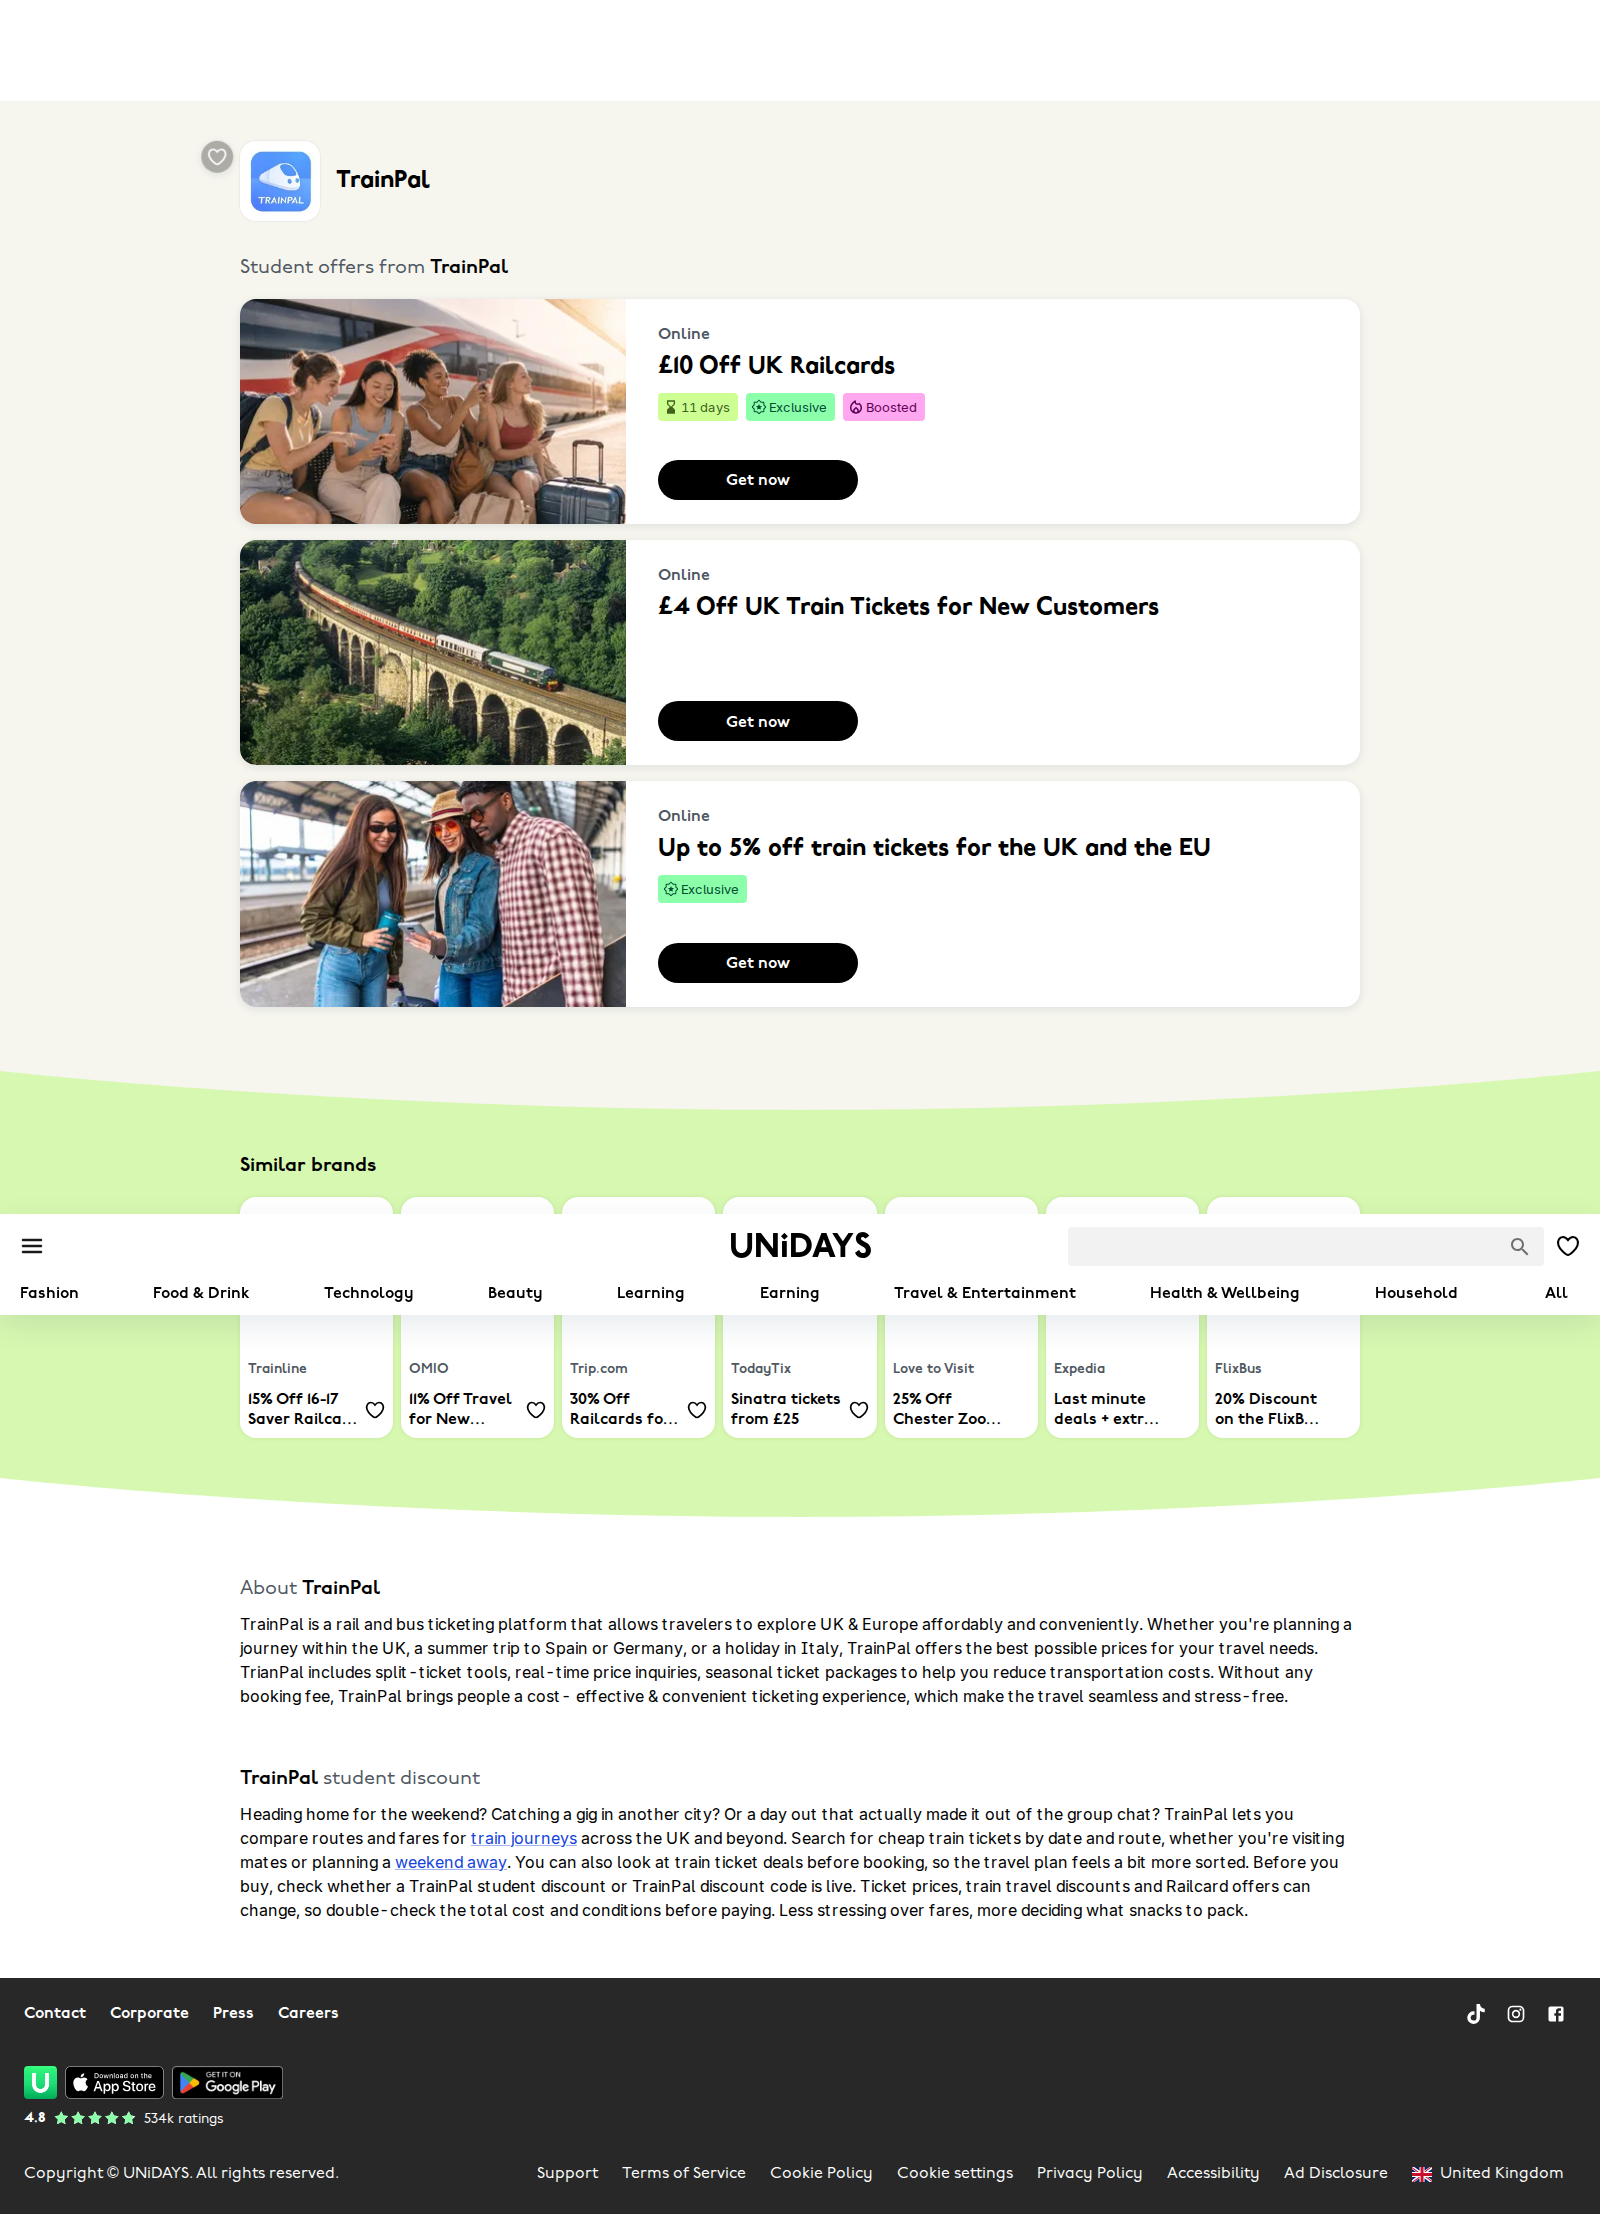 TRAINPAL
TrainPal
Student offers from TrainPal
Online
£10 Off UK Railcards
11 days
Exclusive
Boosted
Get now
Online
£4 Off UK Train Tickets for New Customers
Get now
Online
Up to 5% off train tickets for the UK and the EU
Exclusive
Get now
Similar brands
UNiDAYS
Fashion
Food & Drink
Technology
Beauty
Learning
Earning
Travel & Entertainment
Health & Wellbeing
Household
All
Trainline
15% Off 16-17
Saver Railca...
OMIO
11% Off Travel
for New...
Trip.com
30% Off
Railcards fo...
TodayTix
Sinatra tickets
from £25
Love to Visit
25% Off
Chester Zoo...
Expedia
Last minute
deals + extr...
FlixBus
20% Discount
on the FlixB...
About TrainPal
TrainPal is a rail and bus ticketing platform that allows travelers to explore UK & Europe affordably and conveniently. Whether you're planning a
journey within the UK, a summer trip to Spain or Germany, or a holiday in Italy, TrainPal offers the best possible prices for your travel needs.
TrianPal includes split-ticket tools, real-time price inquiries, seasonal ticket packages to help you reduce transportation costs. Without any
booking fee, TrainPal brings people a cost- effective & convenient ticketing experience, which make the travel seamless and stress-free.
TrainPal student discount
Heading home for the weekend? Catching a gig in another city? Or a day out that actually made it out of the group chat? TrainPal lets you
compare routes and fares for train journeys across the UK and beyond. Search for cheap train tickets by date and route, whether you're visiting
mates or planning a weekend away. You can also look at train ticket deals before booking, so the travel plan feels a bit more sorted. Before you
buy, check whether a TrainPal student discount or TrainPal discount code is live. Ticket prices, train travel discounts and Railcard offers can
change, so double-check the total cost and conditions before paying. Less stressing over fares, more deciding what snacks to pack.
Contact
Corporate
Press
Careers
U
Download on the
App Store
GET IT ON
Google Play
4.8
534k ratings
Copyright © UNiDAYS. All rights reserved.
Support
Terms of Service
Cookie Policy
Cookie settings
Privacy Policy
Accessibility
Ad Disclosure
United Kingdom